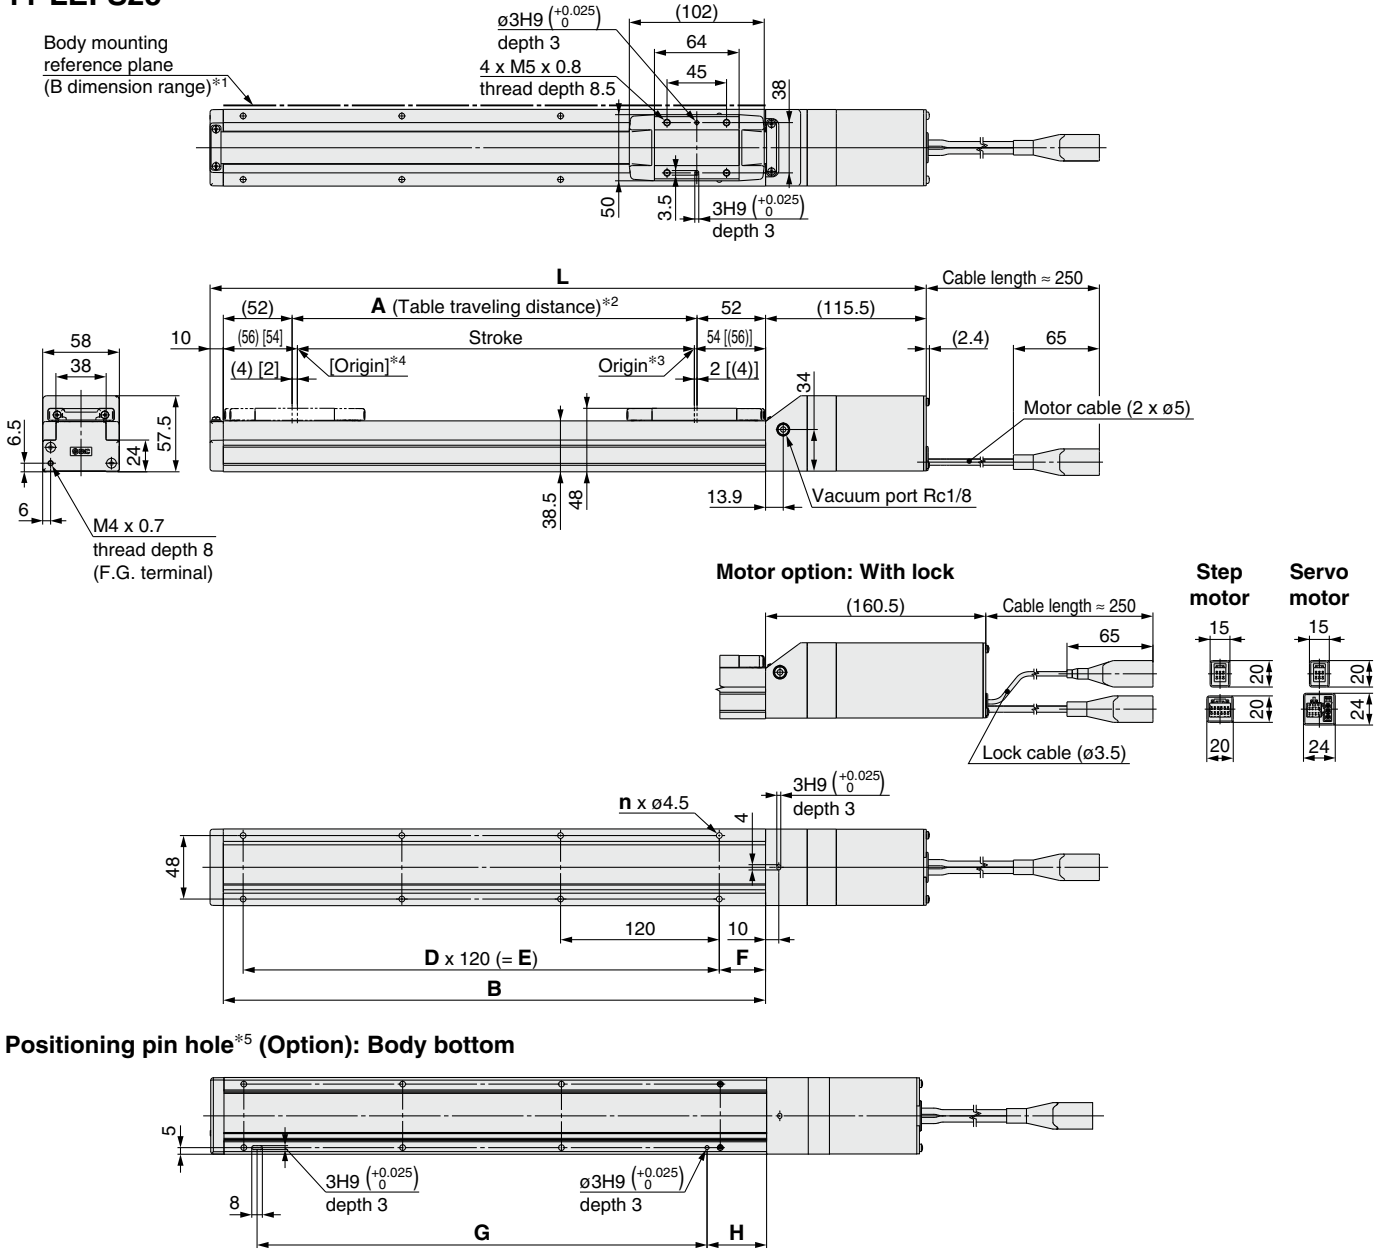 Body mounting
reference plane
(B dimension range)*1
ø3H9 (+0.025 0)
depth 3
4 x M5 x 0.8
thread depth 8.5
(102)
64
45
38
50
3.5
3H9 (+0.025 0)
depth 3
L
Cable length ≈ 250
(52)
A (Table traveling distance)*2
52
(115.5)
10
(56) [54]
Stroke
54 [(56)]
(2.4)
65
(4) [2]
[Origin]*4
Origin*3
2 [(4)]
34
58
38
6.5
24
57.5
6
M4 x 0.7
thread depth 8
(F.G. terminal)
38.5
48
13.9
Vacuum port Rc1/8
Motor cable (2 x ø5)
Motor option: With lock
(160.5)
Cable length ≈ 250
65
Lock cable (ø3.5)
Step
motor
15
20
20
20
Servo
motor
15
20
24
24
n x ø4.5
3H9 (+0.025 0)
depth 3
4
48
120
10
D x 120 (= E)
F
B
Positioning pin hole*5 (Option): Body bottom
5
8
3H9 (+0.025 0)
depth 3
ø3H9 (+0.025 0)
depth 3
G
H